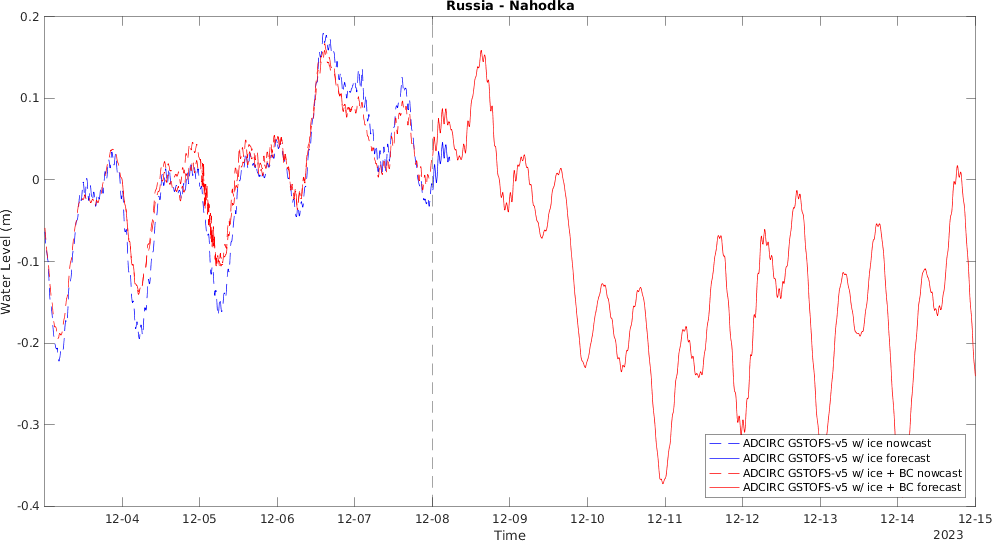 Russia - Nahodka
Water Level (m)
0.2
0.1
0
-0.1
-0.2
-0.3
-0.4
ADCIRC GSTOFS-v5 w/ ice nowcast
ADCIRC GSTOFS-v5 w/ ice forecast
ADCIRC GSTOFS-v5 w/ ice + BC nowcast
ADCIRC GSTOFS-v5 w/ ice + BC forecast
12-04 12-05 12-06 12-07 12-08 12-09 12-10 12-11 12-12 12-13 12-14 12-15
Time
2023